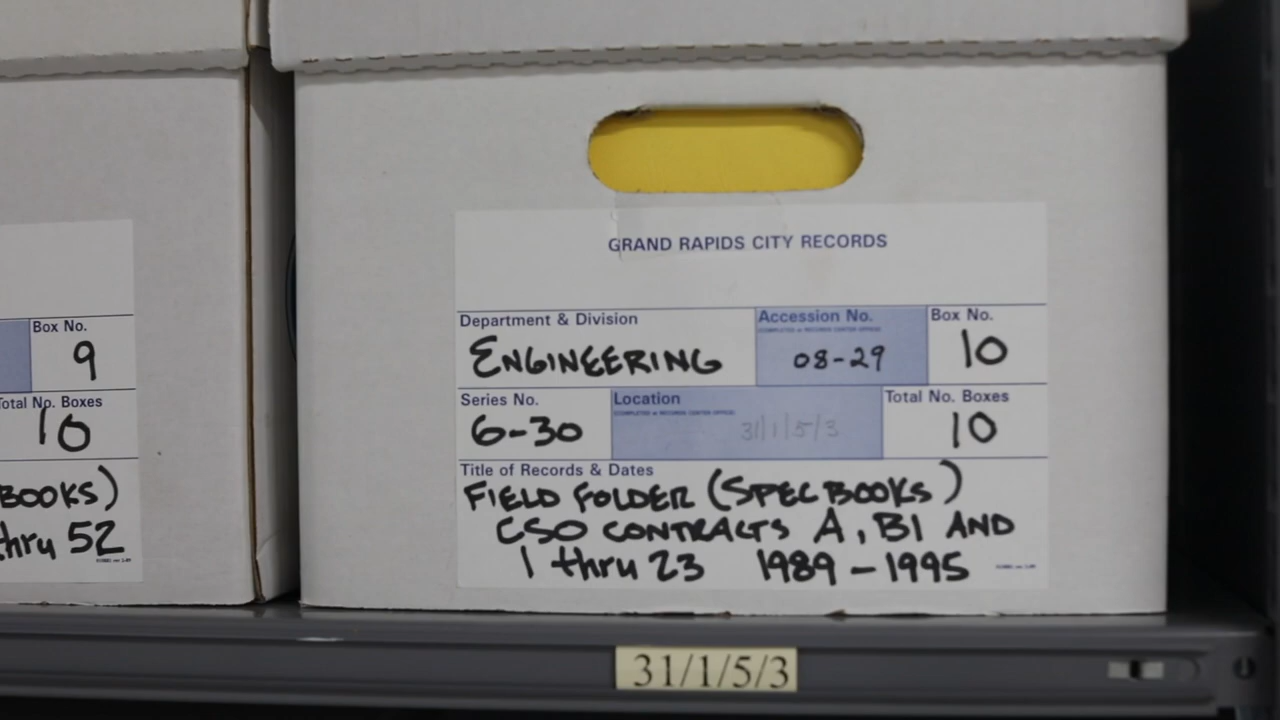 GRAND RAPIDS CITY RECORDS
Department & Division
ENGINEERING
Accession No.
08-29
Box No.
10
Series No.
6-30
Location
31/1/5/3
Total No. Boxes
10
Title of Records & Dates
FIELD FOLDER (SPEC BOOKS)
CSO CONTRACTS A, B1 AND
1 thru 23 1989-1995
Box No.
9
Total No. Boxes
10
BOOKS)
thru 52
31/1/5/3